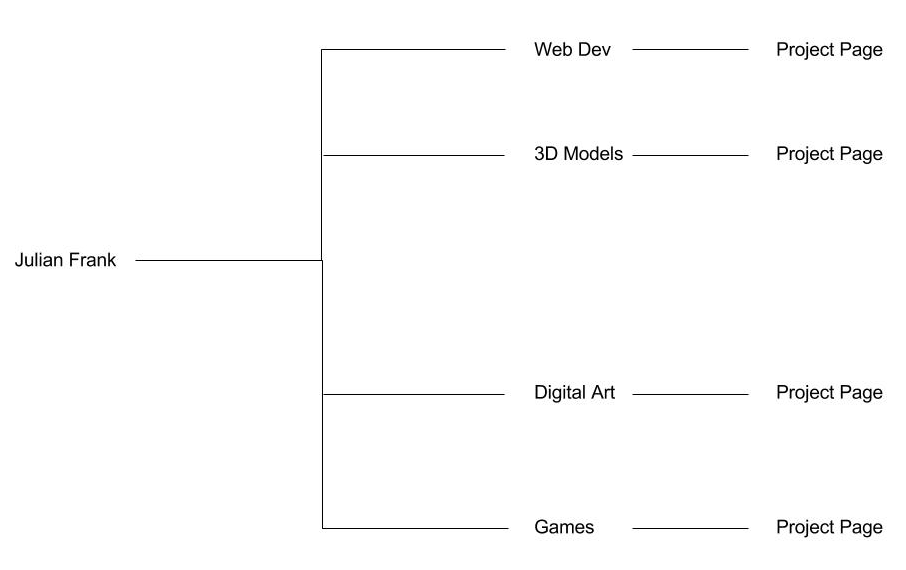 Web Dev
Project Page
3D Models
Project Page
Julian Frank
Digital Art
Project Page
Games
Project Page